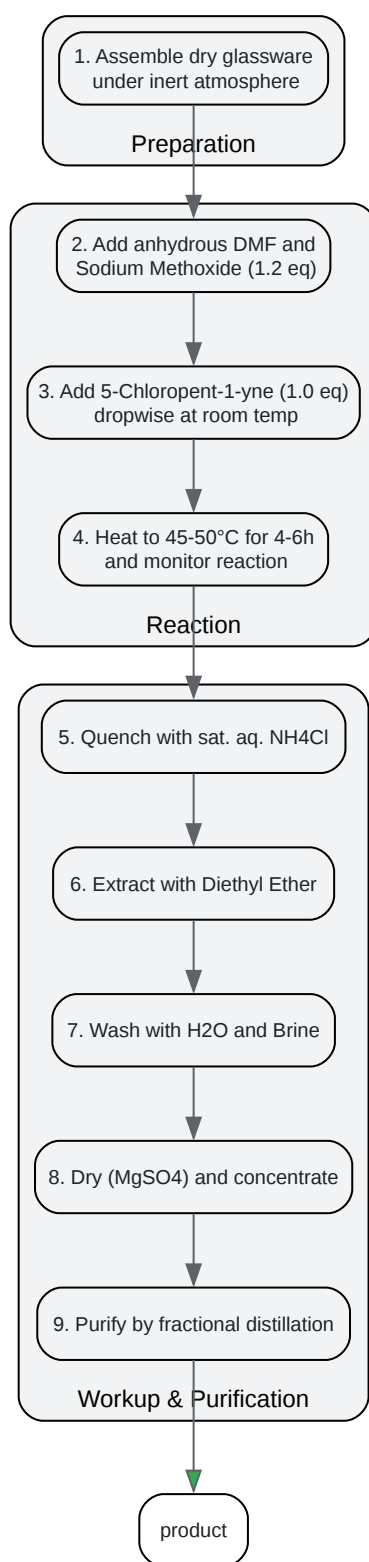 1. Assemble dry glassware
under inert atmosphere
Preparation
2. Add anhydrous DMF and
Sodium Methoxide (1.2 eq)
3. Add 5-Chloropent-1-yne (1.0 eq)
dropwise at room temp
4. Heat to 45-50°C for 4-6h
and monitor reaction
Reaction
5. Quench with sat. aq. NH4Cl
6. Extract with Diethyl Ether
7. Wash with H2O and Brine
8. Dry (MgSO4) and concentrate
9. Purify by fractional distillation
Workup & Purification
product